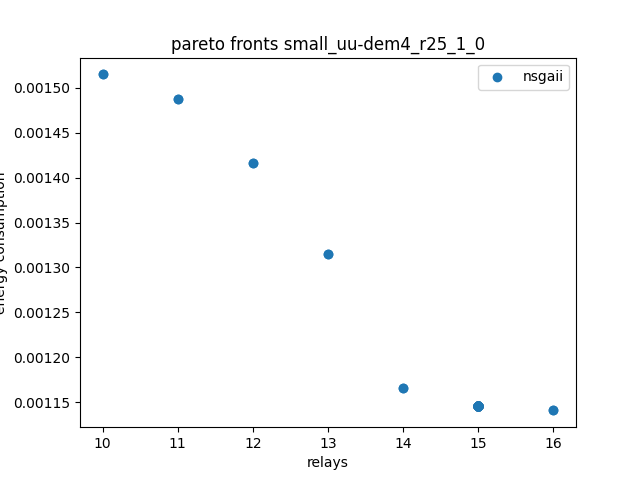 pareto fronts small_uu-dem4_r25_1_0
nsgaii
0.00150
0.00145
0.00140
0.00135
0.00130
0.00125
0.00120
0.00115
energy consumption
10 11 12 13 14 15 16
relays